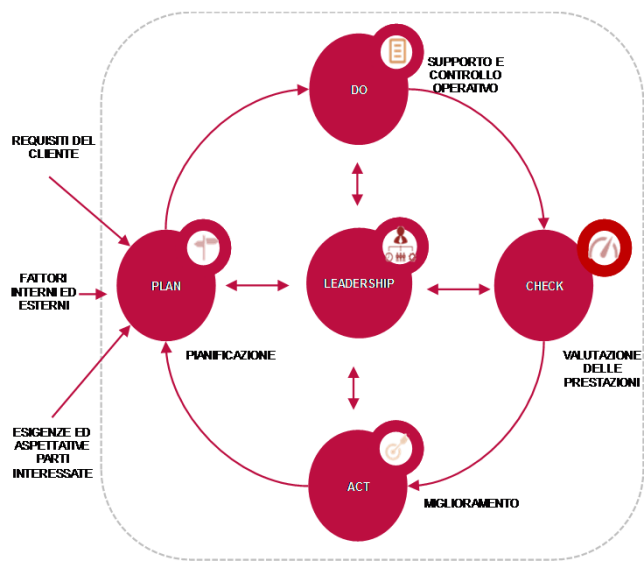 DO
SUPPORTO E
CONTROLLO
OPERATIVO
REQUISITI DEL
CLIENTE
FATTORI
INTERNI ED
ESTERNI
PLAN
LEADERSHIP
CHECK
PIANIFICAZIONE
VALUTAZIONE
DELLE
PRESTAZIONI
ESIGENZE ED
ASPETTATIVE
PARTI
INTERESSATE
ACT
MIGLIORAMENTO